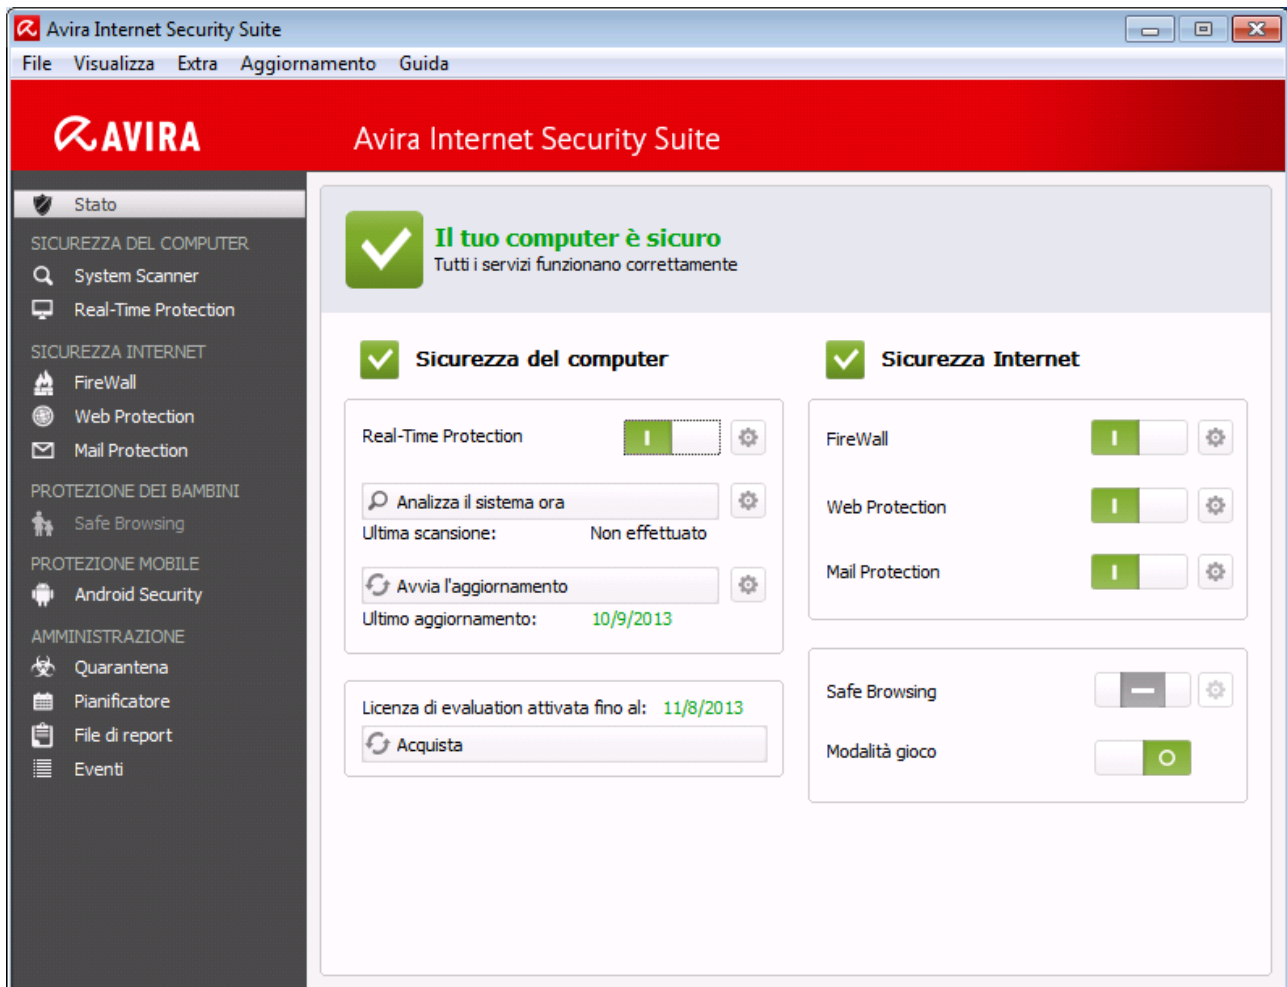 Avira Internet Security Suite
File Visualizza Extra Aggiornamento Guida
AVIRA
Avira Internet Security Suite
Stato
SICUREZZA DEL COMPUTER
System Scanner
Real-Time Protection
SICUREZZA INTERNET
FireWall
Web Protection
Mail Protection
PROTEZIONE DEI BAMBINI
Safe Browsing
PROTEZIONE MOBILE
Android Security
AMMINISTRAZIONE
Quarantena
Pianificatore
File di report
Eventi
Il tuo computer è sicuro
Tutti i servizi funzionano correttamente
Sicurezza del computer
Real-Time Protection
Analizza il sistema ora
Ultima scansione: Non effettuato
Avvia l'aggiornamento
Ultimo aggiornamento: 10/9/2013
Licenza di evaluation attivata fino al: 11/8/2013
Acquista
Sicurezza Internet
FireWall
Web Protection
Mail Protection
Safe Browsing
Modalità gioco